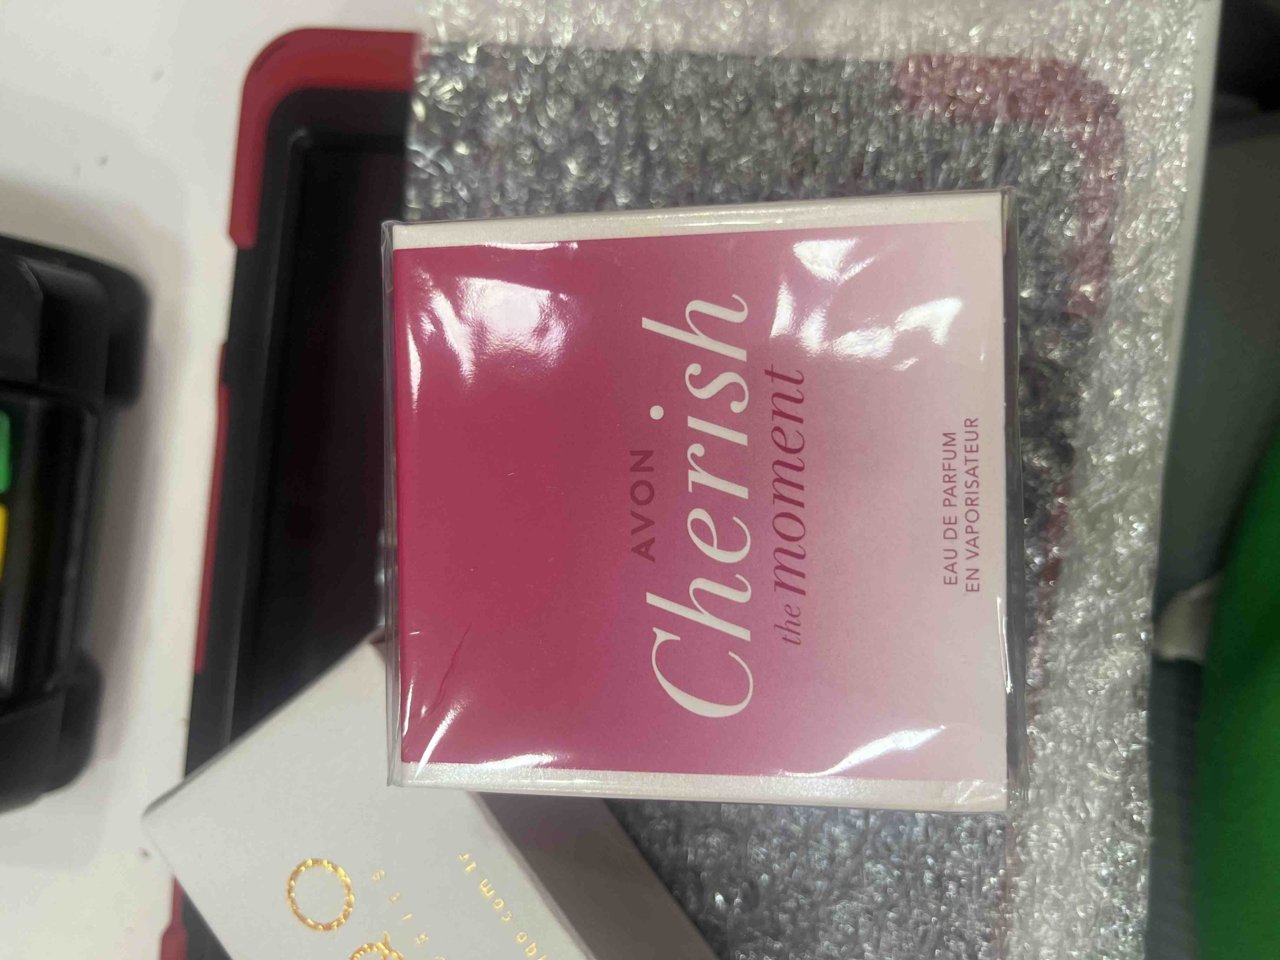 AVON
Cherish
the moment
EAU DE PARFUM
EN VAPORISATEUR